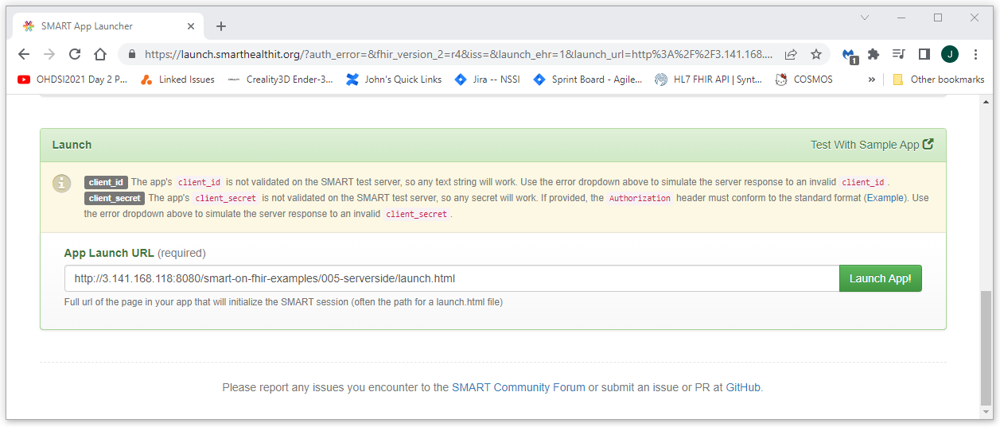 SMART App Launcher
https://launch.smarthealthit.org/?auth_error=&fhir_version_2=r4&iss=&launch_ehr=1&launch_url=http%3A%2F%2F3.141.168....
1
J
OHDSI2021 Day 2 P... Linked Issues Creality3D Ender-3... John's Quick Links Jira -- NSSI Sprint Board - Agile... HL7 FHIR API | Synt... COSMOS » Other bookmarks
Launch Test With Sample App
client_id The app's client_id is not validated on the SMART test server, so any text string will work. Use the error dropdown above to simulate the server response to an invalid client_id.
client_secret The app's client_secret is not validated on the SMART test server, so any secret will work. If provided, the Authorization header must conform to the standard format (Example). Use
the error dropdown above to simulate the server response to an invalid client_secret.
App Launch URL (required)
http://3.141.168.118:8080/smart-on-fhir-examples/005-serverside/launch.html Launch App!
Full url of the page in your app that will initialize the SMART session (often the path for a launch.html file)
Please report any issues you encounter to the SMART Community Forum or submit an issue or PR at GitHub.